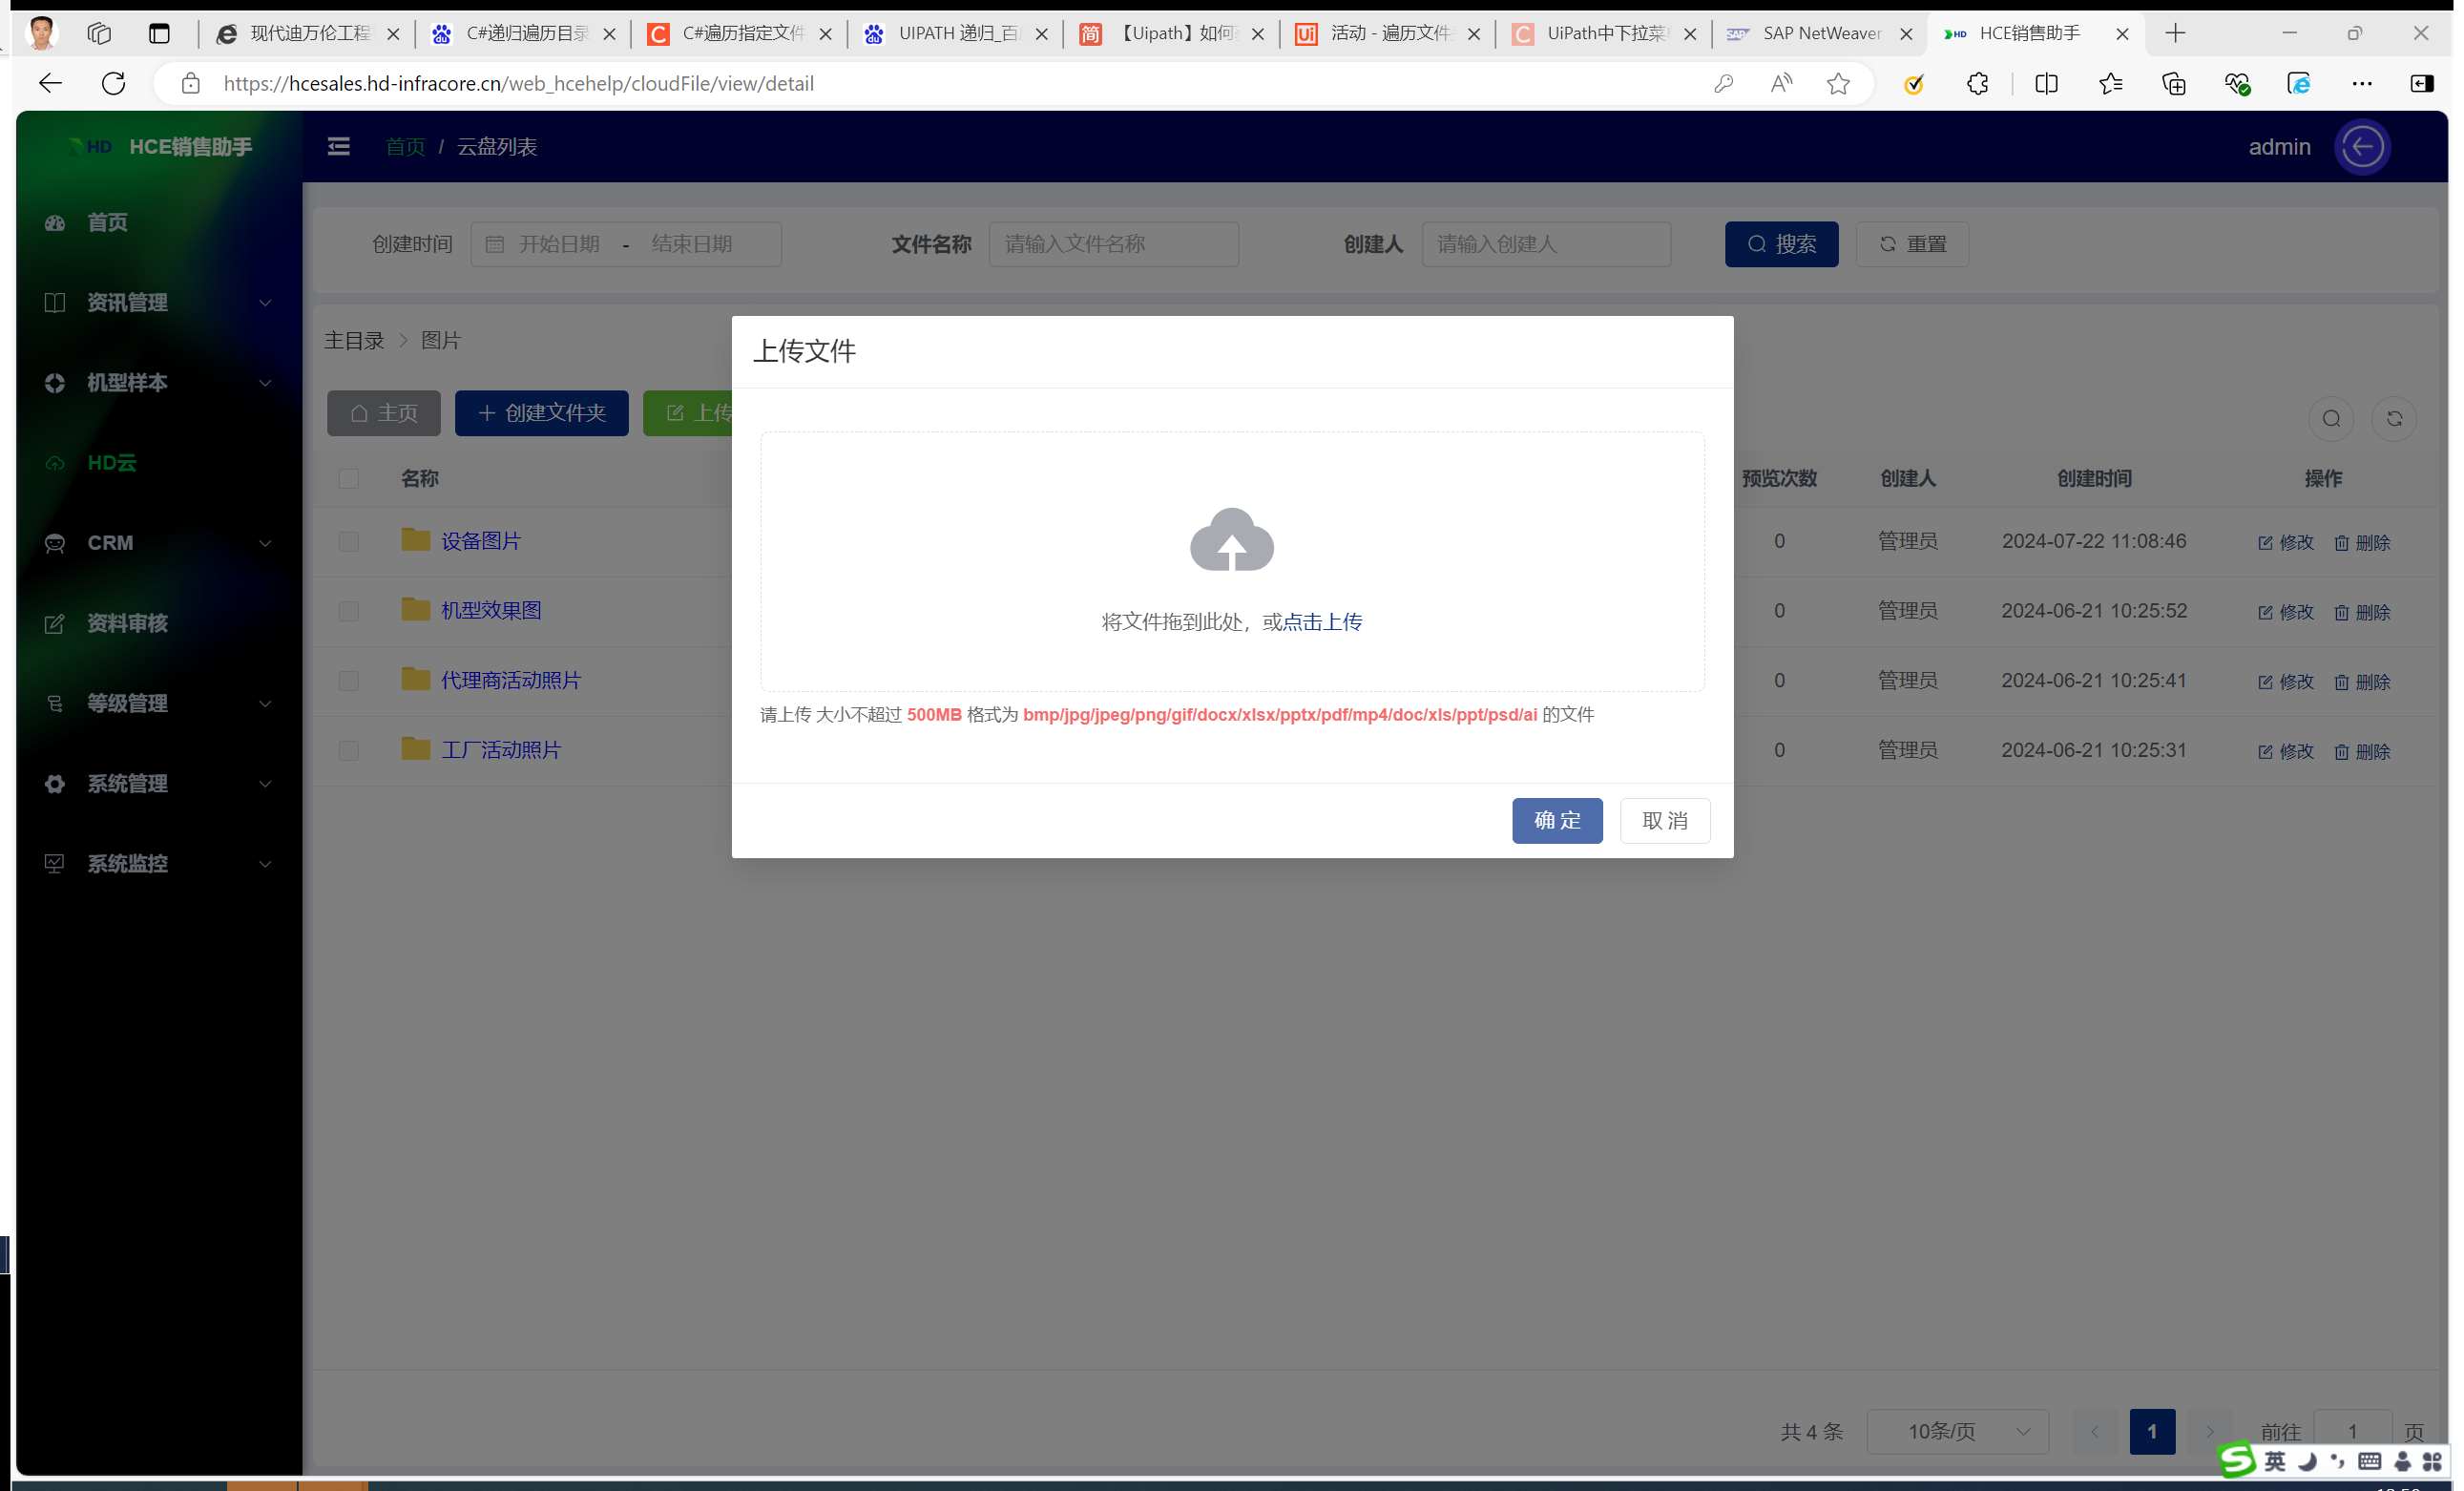 现代迪万伦工程
C#递归遍历目录
C#遍历指定文件
UIPATH 递归_百
【Uipath】如何
活动 - 遍历文件
UiPath中下拉菜
SAP NetWeaver
HCE销售助手
https://hcesales.hd-infracore.cn/web_hcehelp/cloudFile/view/detail
HD HCE销售助手
首页 / 云盘列表
admin
首页
资讯管理
机型样本
HD云
CRM
资料审核
等级管理
系统管理
系统监控
创建时间 开始日期 - 结束日期 文件名称 请输入文件名称 创建人 请输入创建人 搜索 重置
主目录 > 图片
主页 创建文件夹 上传
名称 预览次数 创建人 创建时间 操作
设备图片 0 管理员 2024-07-22 11:08:46 修改 删除
机型效果图 0 管理员 2024-06-21 10:25:52 修改 删除
代理商活动照片 0 管理员 2024-06-21 10:25:41 修改 删除
工厂活动照片 0 管理员 2024-06-21 10:25:31 修改 删除
上传文件
将文件拖到此处，或点击上传
请上传 大小不超过 500MB 格式为 bmp/jpg/jpeg/png/gif/docx/xlsx/pptx/pdf/mp4/doc/xls/ppt/psd/ai 的文件
确 定 取 消
共 4 条 10条/页 1 前往 1 页
英